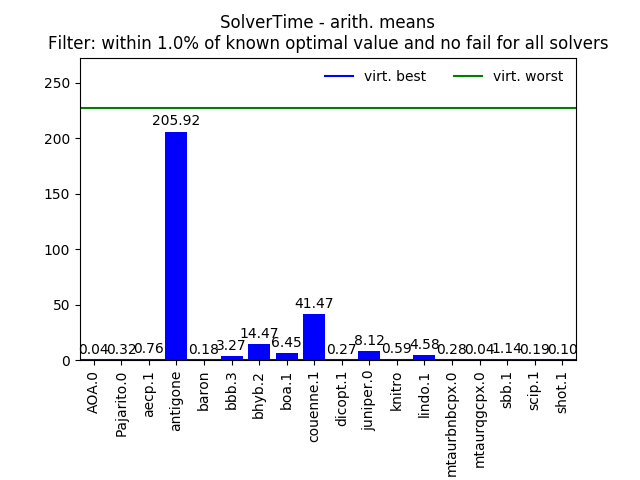 SolverTime - arith. means
Filter: within 1.0% of known optimal value and no fail for all solvers
virt. best
virt. worst
250
200
150
100
50
0
0.04
0.32
0.76
205.92
0.18
3.27
14.47
6.45
41.47
0.27
8.12
0.59
4.58
0.28
0.04
1.14
0.19
0.10
AOA.0
Pajarito.0
aecp.1
antigone
baron
bbb.3
bhyb.2
boa.1
couenne.1
dicopt.1
juniper.0
knitro
lindo.1
mtaurbnbcpx.0
mtaurqgcpx.0
sbb.1
scip.1
shot.1